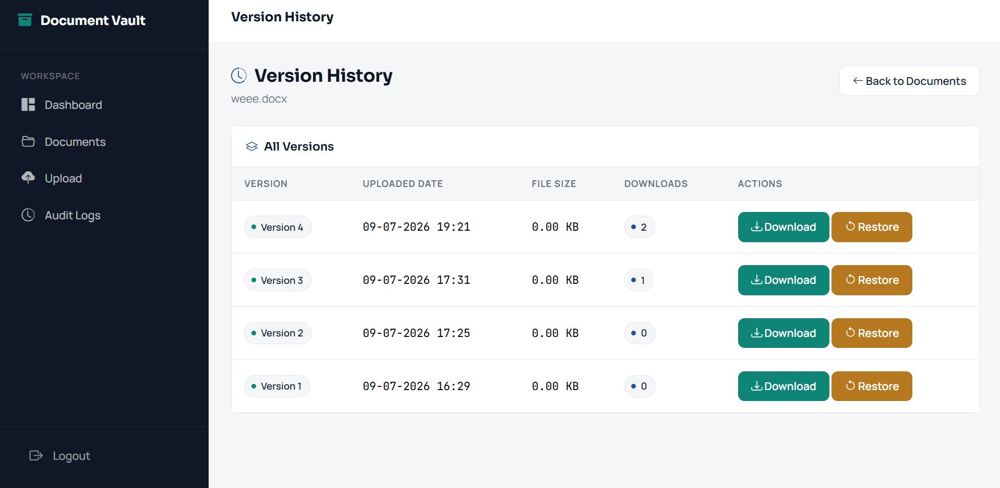 Document Vault
Version History
WORKSPACE
Dashboard
Documents
Upload
Audit Logs
Logout
Version History
← Back to Documents
weee.docx
All Versions
VERSION UPLOADED DATE FILE SIZE DOWNLOADS ACTIONS
Version 4 09-07-2026 19:21 0.00 KB 2 Download Restore
Version 3 09-07-2026 17:31 0.00 KB 1 Download Restore
Version 2 09-07-2026 17:25 0.00 KB 0 Download Restore
Version 1 09-07-2026 16:29 0.00 KB 0 Download Restore